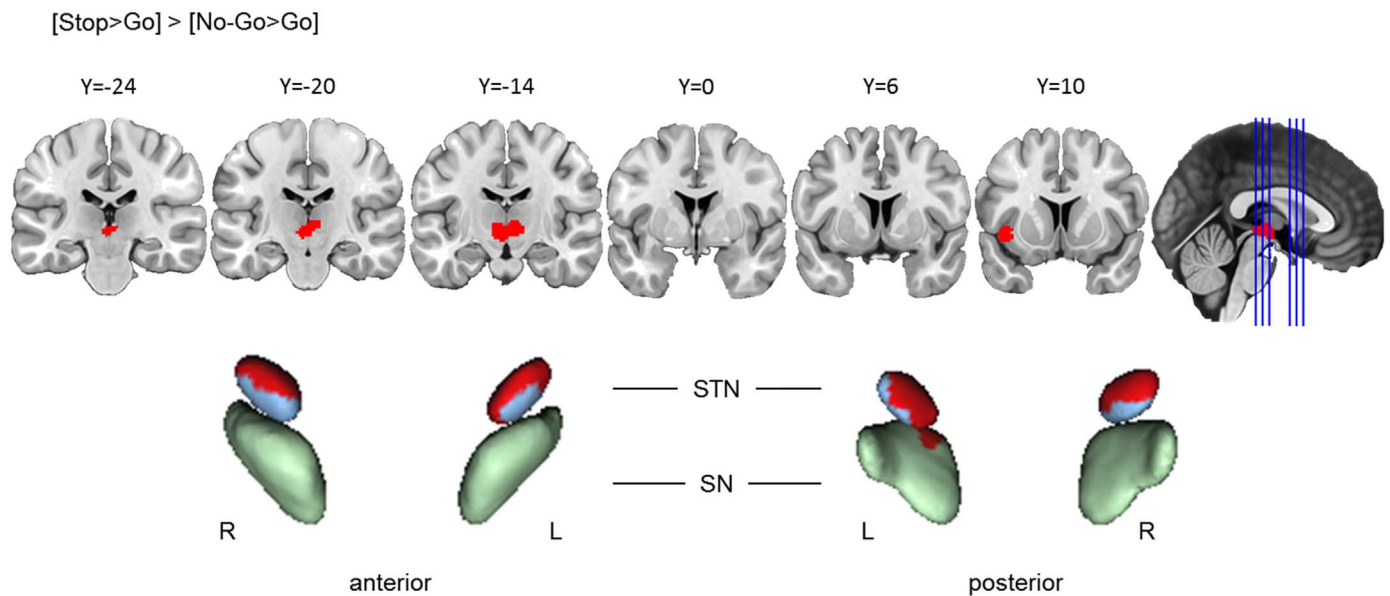 [Stop>Go] > [No-Go>Go]
Y=-24 Y=-20 Y=-14 Y=0 Y=6 Y=10
STN
SN
R L L R
anterior posterior